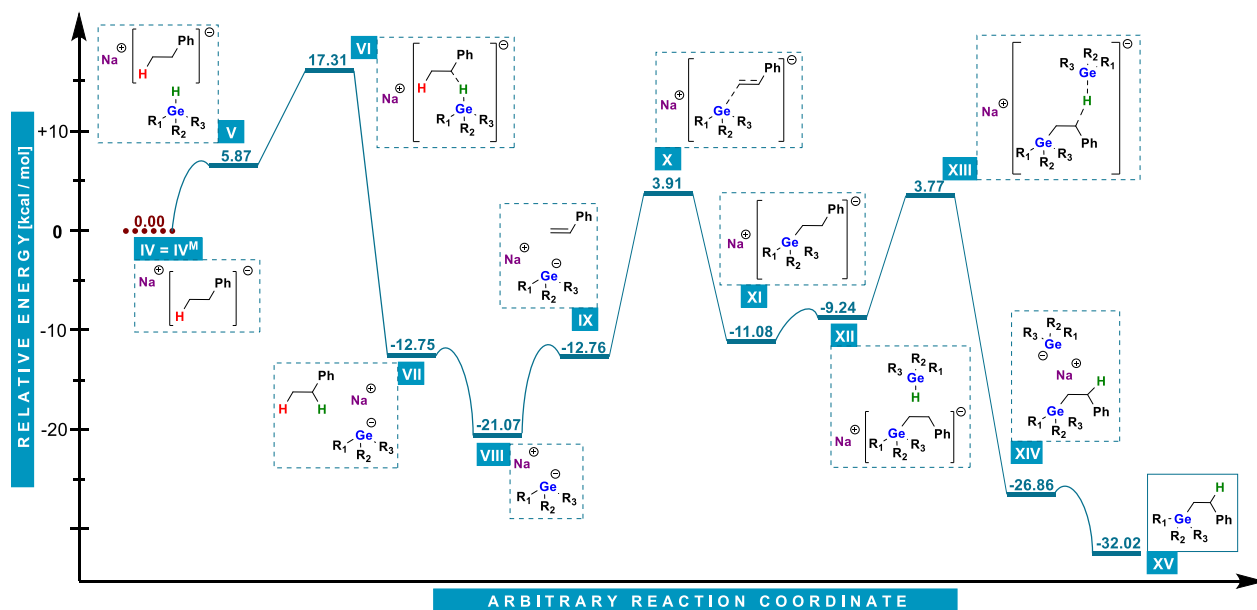 RELATIVE ENERGY [kcal / mol]
+10
0
-10
-20
Na ⊕ [ Ph H ] ⊖
H
Ge
R1 R2 R3
V
5.87
0.00
IV = IVM
Na ⊕ [ Ph H ] ⊖
17.31
VI
Na ⊕ [ Ph H H Ge R1 R2 R3 ] ⊖
-12.75
VII
Ph
H H
Na ⊕
⊖
Ge
R1 R2 R3
-21.07
VIII
Na ⊕
⊖
Ge
R1 R2 R3
Ph
Na ⊕
⊖
Ge
R1 R2 R3
IX
-12.76
X
3.91
Na ⊕ [ Ph Ge R1 R2 R3 ] ⊖
Na ⊕ [ Ph Ge R1 R2 R3 ] ⊖
XI
-11.08
-9.24
XII
R3 R2 R1
Ge
H
Na ⊕ [ Ph Ge R1 R2 R3 ] ⊖
XIII
3.77
Na ⊕ [ R3 Ge R2 R1 H Ge Ph R1 R2 R3 ] ⊖
R3 R2 R1
Ge
⊖
Na ⊕
H
Ge Ph
R1 R2 R3
XIV
-26.86
-32.02
XV
H
Ge Ph
R1 R2 R3
ARBITRARY REACTION COORDINATE